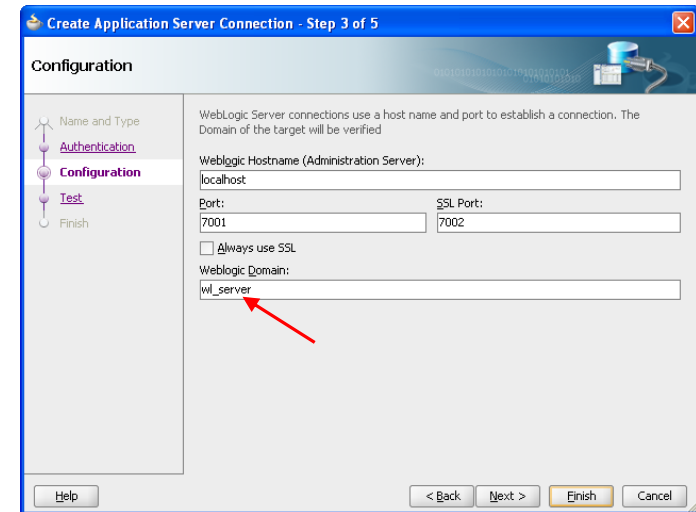 Create Application Server Connection - Step 3 of 5
Configuration
Name and Type
Authentication
Configuration
Test
Finish
WebLogic Server connections use a host name and port to establish a connection. The
Domain of the target will be verified
Weblogic Hostname (Administration Server):
localhost
Port: SSL Port:
7001 7002
Always use SSL
Weblogic Domain:
wl_server
Help < Back Next > Finish Cancel